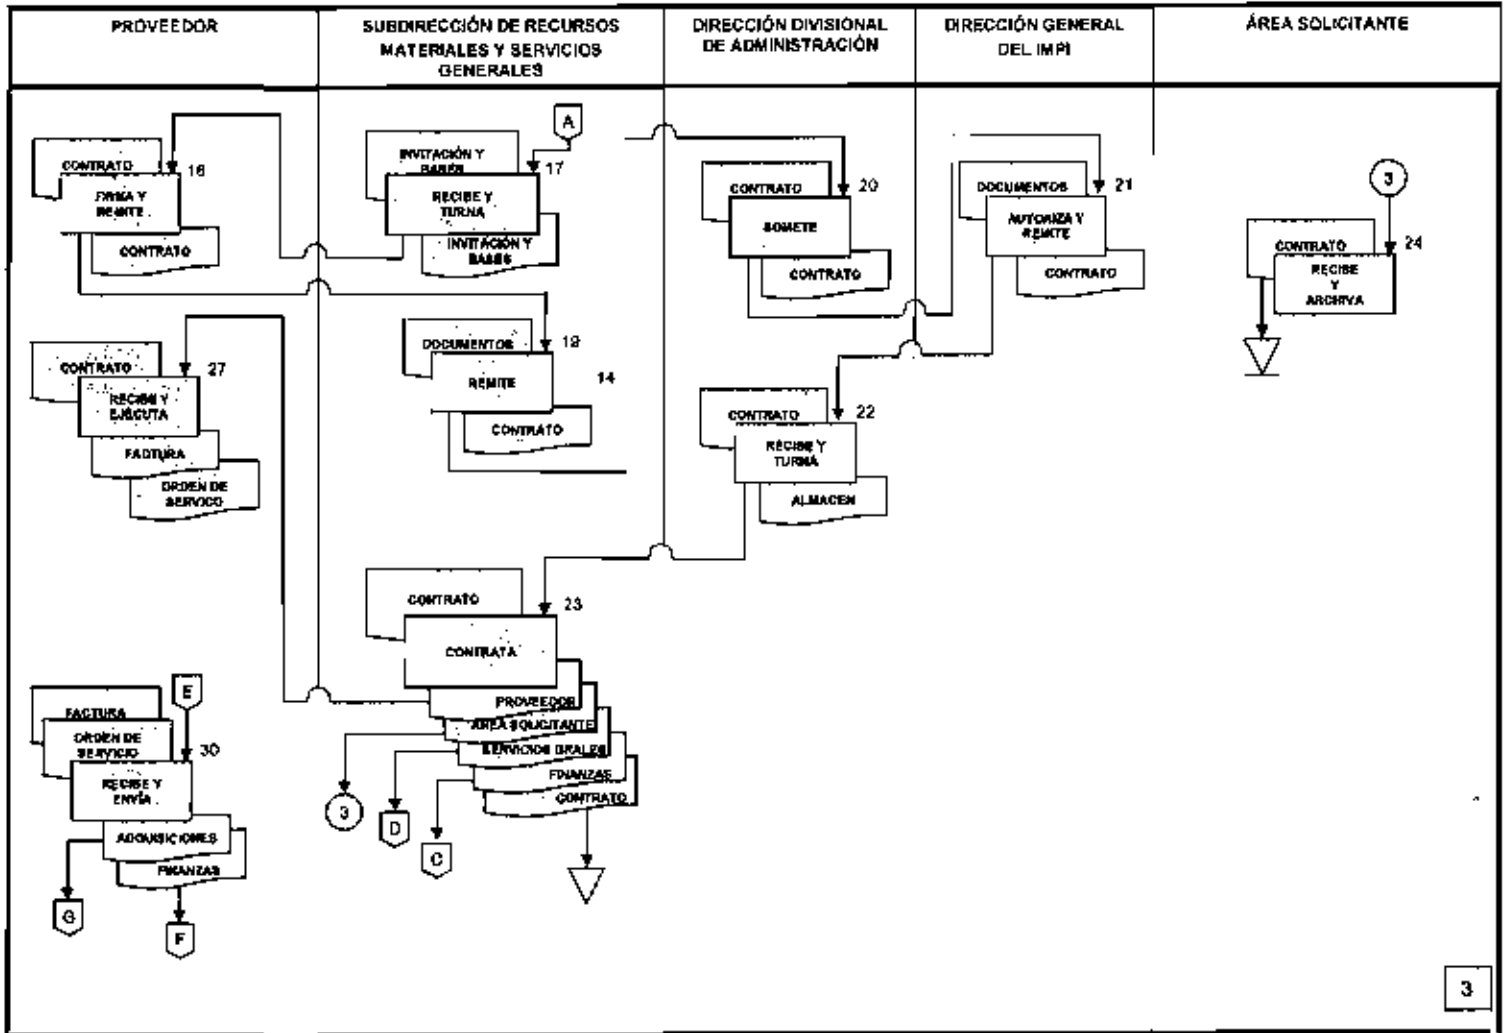 PROVEEDOR
SUBDIRECCIÓN DE RECURSOS
MATERIALES Y SERVICIOS
GENERALES
DIRECCIÓN DIVISIONAL
DE ADMINISTRACIÓN
DIRECCIÓN GENERAL
DEL IMPI
ÁREA SOLICITANTE
CONTRATO
16
FIRMA Y
REMITE
CONTRATO
A
INVITACIÓN Y
BASES
17
RECIBE Y
TURNA
INVITACIÓN Y
BASES
CONTRATO
20
SOMETE
CONTRATO
DOCUMENTOS
21
AUTORIZA Y
REMITE
CONTRATO
3
CONTRATO
24
RECIBE
Y
ARCHIVA
CONTRATO
27
RECIBE Y
EJECUTA
FACTURA
ORDEN DE
SERVICO
DOCUMENTOS
19
REMITE
14
CONTRATO
CONTRATO
22
RECIBE Y
TURNA
ALMACEN
CONTRATO
23
CONTRATA
PROVEEDOR
AREA SOLICITANTE
SERVICIOS GRALES
FINANZAS
CONTRATO
3
D
C
E
FACTURA
ORDEN DE
SERVICIO
30
RECIBE Y
ENVÍA
ADQUISICIONES
FINANZAS
G
F
3